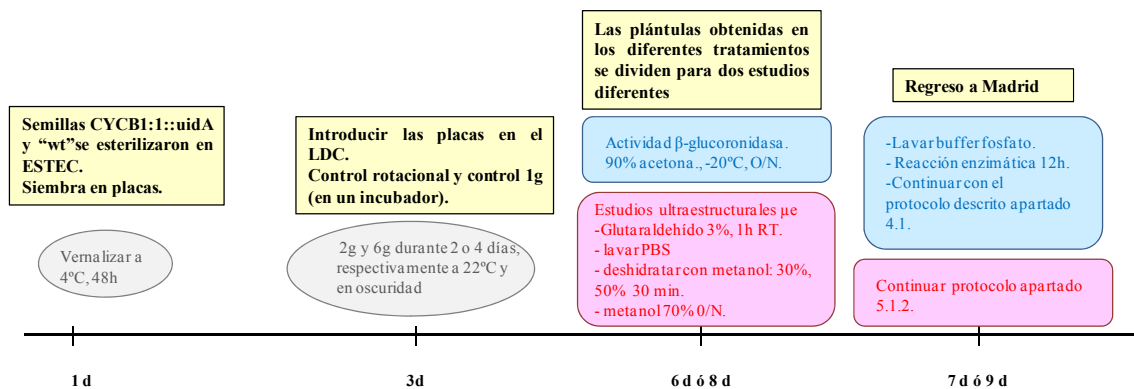 Semillas CYCB1:1::uidA
y “wt”se esterilizaron en
ESTEC.
Siembra en placas.
Vernalizar a
4ºC, 48h
1 d
Introducir las placas en el
LDC.
Control rotacional y control 1g
(en un incubador).
2g y 6g durante 2 o 4 días,
respectivamente a 22ºC y
en oscuridad
3d
Las plántulas obtenidas en
los diferentes tratamientos
se dividen para dos estudios
diferentes
Actividad β-glucoronidasa.
90% acetona., -20ºC, O/N.
Estudios ultraestructurales µe
-Glutaraldehído 3%, 1h RT.
- lavar PBS
- deshidratar con metanol: 30%,
50% 30 min.
- metanol 70% 0/N.
6 d ó 8 d
Regreso a Madrid
-Lavar buffer fosfato.
- Reacción enzimática 12h.
-Continuar con el
protocolo descrito apartado
4.1.
Continuar protocolo apartado
5.1.2.
7 d ó 9 d